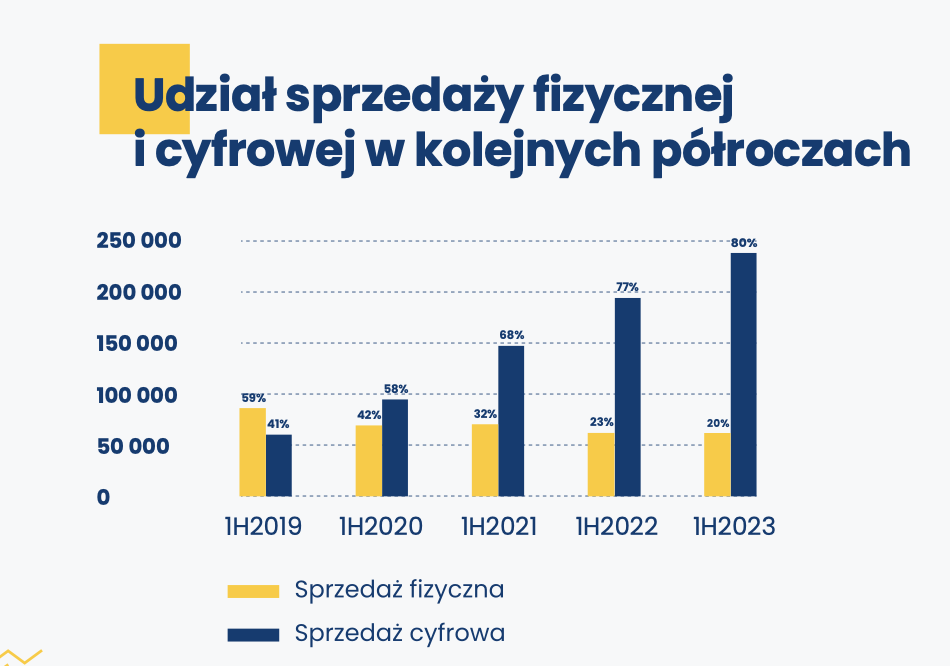 Udział sprzedaży fizycznej
i cyfrowej w kolejnych półroczach
250 000
200 000
150 000
100 000
50 000
0
59%
41%
42%
58%
32%
68%
23%
77%
20%
80%
1H2019
1H2020
1H2021
1H2022
1H2023
Sprzedaż fizyczna
Sprzedaż cyfrowa